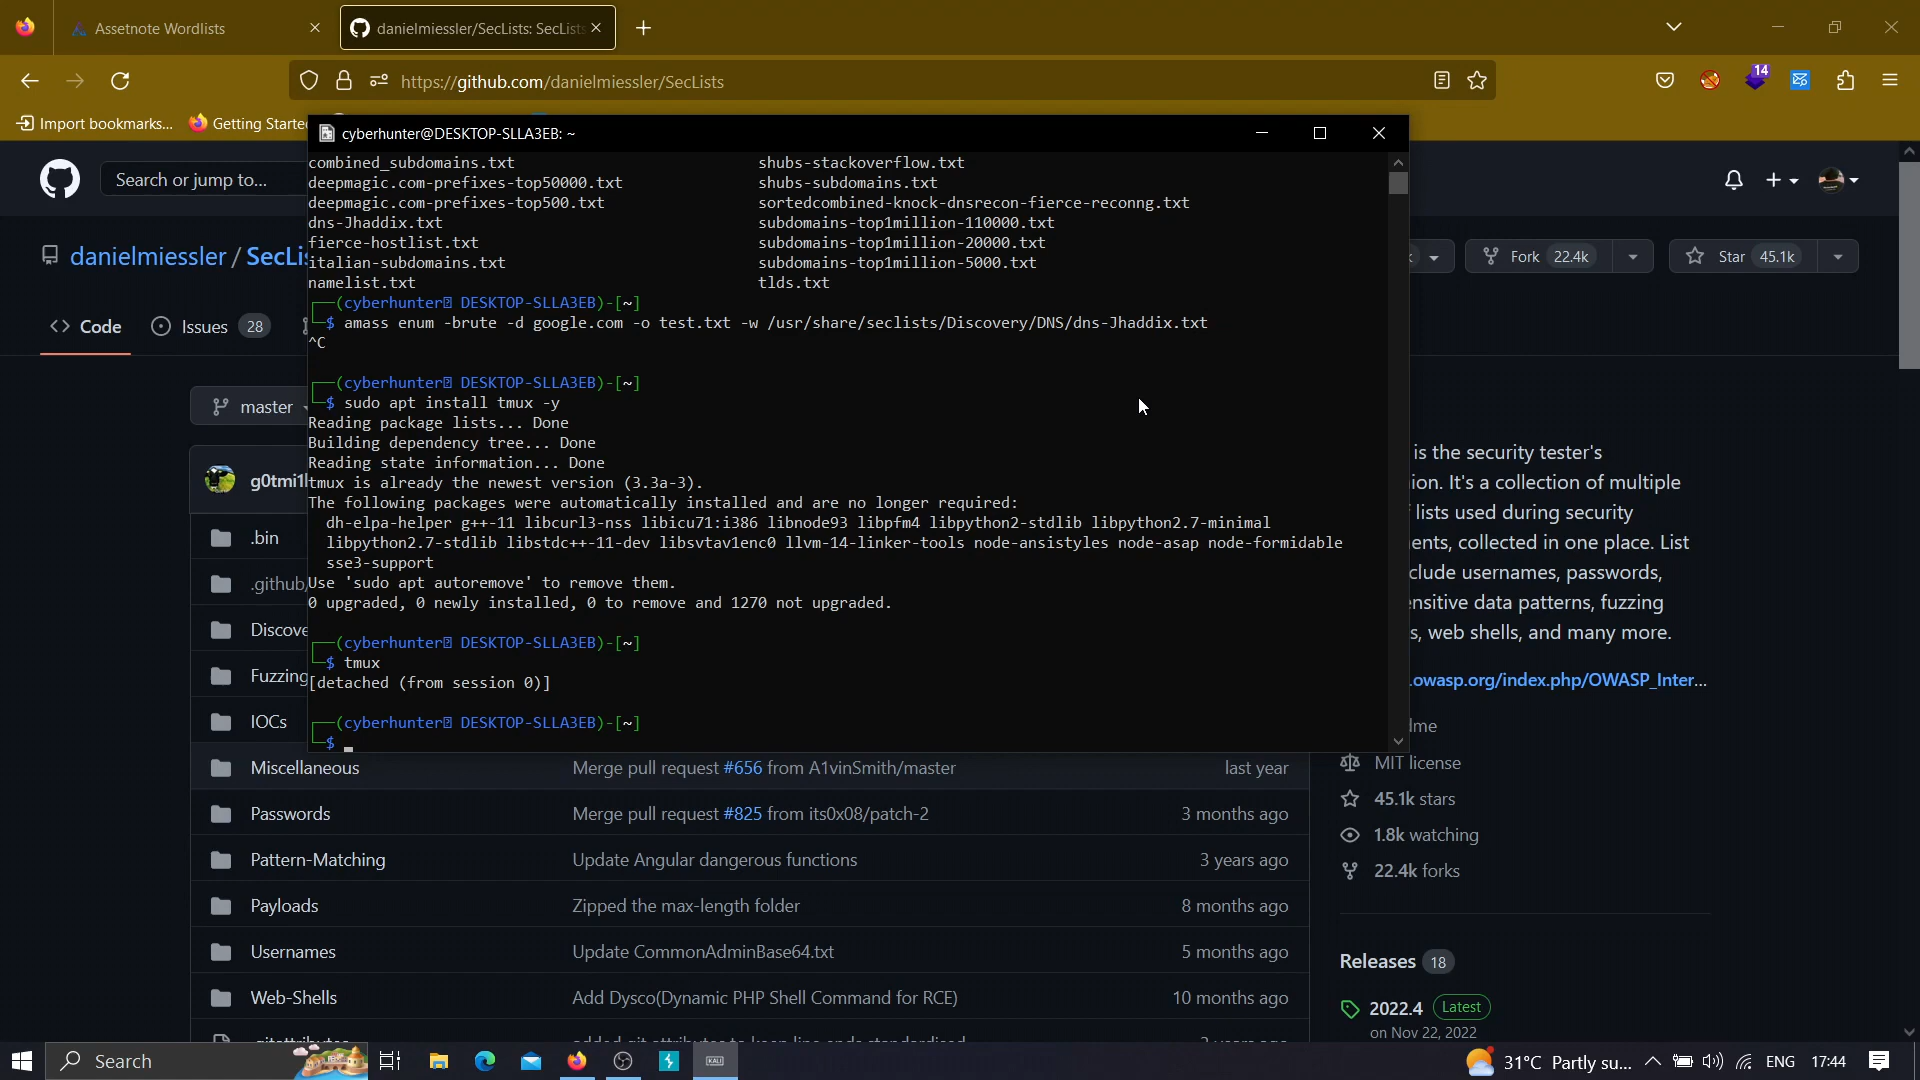 Assetnote Wordlists
danielmiessler/SecLists: SecLists
https://github.com/danielmiessler/SecLists
14
Import bookmarks...
Getting Starte
cyberhunter@DESKTOP-SLLA3EB: ~
Search or jump to...
danielmiessler / SecLis
Fork 22.4k
Star 45.1k
Code
Issues 28
master
g0tmi1
.bin
.github
Discove
Fuzzing
IOCs
combined_subdomains.txt shubs-stackoverflow.txt
deepmagic.com-prefixes-top50000.txt shubs-subdomains.txt
deepmagic.com-prefixes-top500.txt sortedcombined-knock-dnsrecon-fierce-reconng.txt
dns-Jhaddix.txt subdomains-top1million-110000.txt
fierce-hostlist.txt subdomains-top1million-20000.txt
italian-subdomains.txt subdomains-top1million-5000.txt
namelist.txt tlds.txt
┌──(cyberhunter⍰ DESKTOP-SLLA3EB)-[~]
└─$ amass enum -brute -d google.com -o test.txt -w /usr/share/seclists/Discovery/DNS/dns-Jhaddix.txt
^C
┌──(cyberhunter⍰ DESKTOP-SLLA3EB)-[~]
└─$ sudo apt install tmux -y
Reading package lists... Done
Building dependency tree... Done
Reading state information... Done
tmux is already the newest version (3.3a-3).
The following packages were automatically installed and are no longer required:
dh-elpa-helper g++-11 libcurl3-nss libicu71:i386 libnode93 libpfm4 libpython2-stdlib libpython2.7-minimal
libpython2.7-stdlib libstdc++-11-dev libsvtav1enc0 llvm-14-linker-tools node-ansistyles node-asap node-formidable
sse3-support
Use 'sudo apt autoremove' to remove them.
0 upgraded, 0 newly installed, 0 to remove and 1270 not upgraded.
┌──(cyberhunter⍰ DESKTOP-SLLA3EB)-[~]
└─$ tmux
[detached (from session 0)]
┌──(cyberhunter⍰ DESKTOP-SLLA3EB)-[~]
└─$
is the security tester's
ion. It's a collection of multiple
lists used during security
ents, collected in one place. List
clude usernames, passwords,
ensitive data patterns, fuzzing
s, web shells, and many more.
.owasp.org/index.php/OWASP_Inter...
dme
MIT license
45.1k stars
1.8k watching
22.4k forks
Releases 18
2022.4 Latest
on Nov 22, 2022
Miscellaneous Merge pull request #656 from A1vinSmith/master last year
Passwords Merge pull request #825 from its0x08/patch-2 3 months ago
Pattern-Matching Update Angular dangerous functions 3 years ago
Payloads Zipped the max-length folder 8 months ago
Usernames Update CommonAdminBase64.txt 5 months ago
Web-Shells Add Dysco(Dynamic PHP Shell Command for RCE) 10 months ago
Search
KALI
31°C Partly su...
ENG
17:44